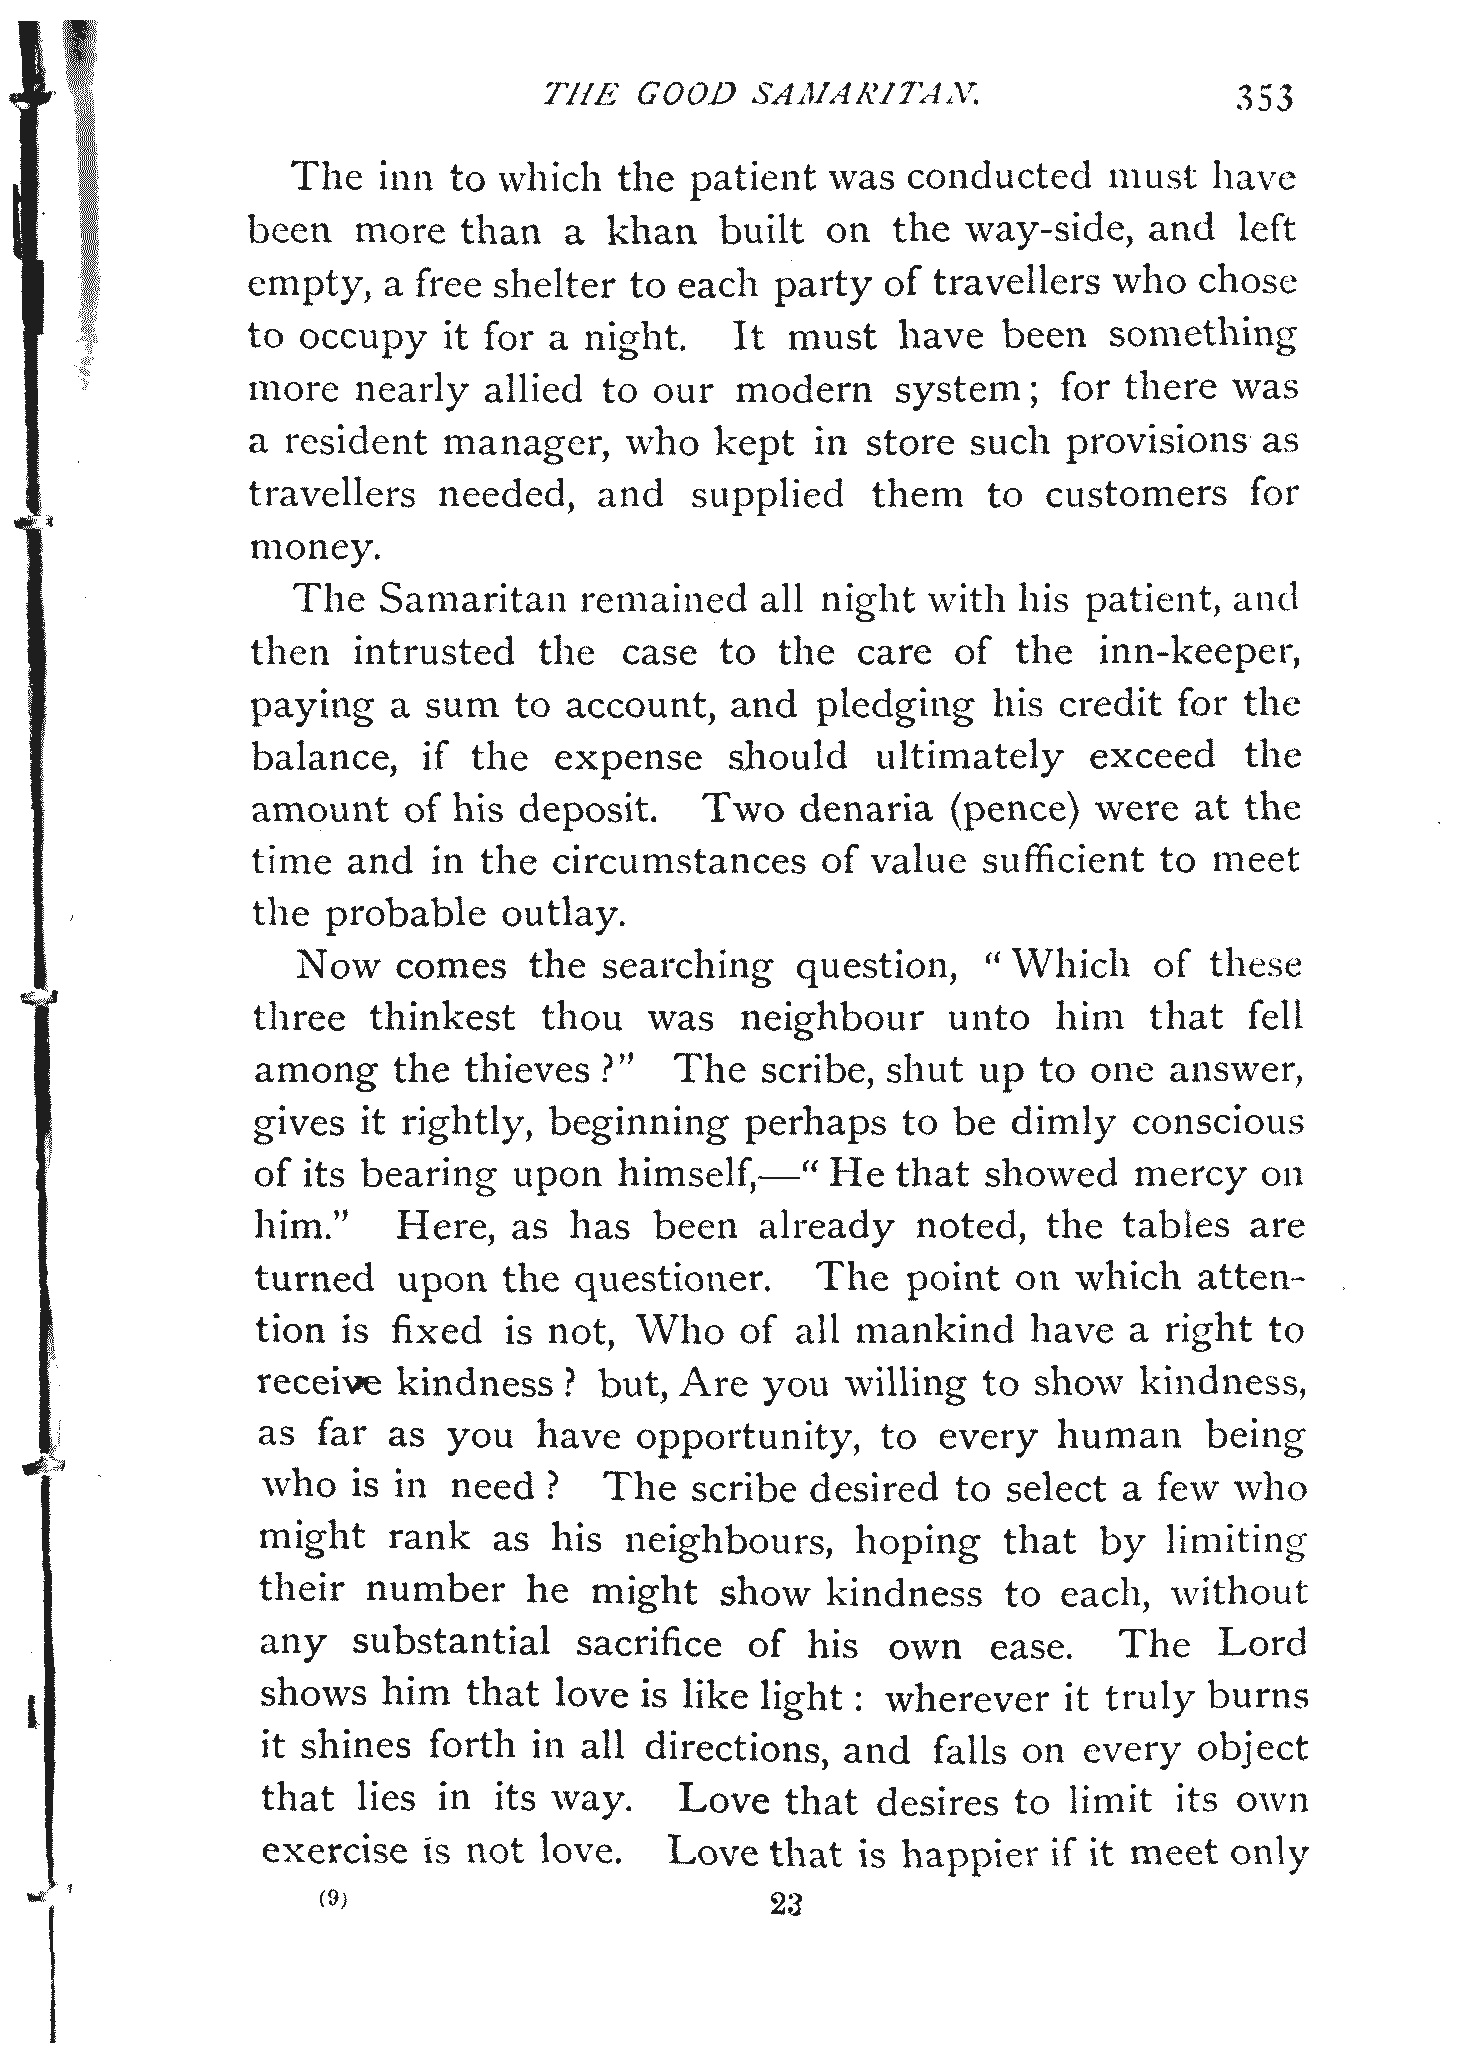 THE GOOD SAMARITAN. 353
The inn to which the patient was conducted must have
been more than a khan built on the way-side, and left
empty, a free shelter to each party of travellers who chose
to occupy it for a night. It must have been something
more nearly allied to our modern system; for there was
a resident manager, who kept in store such provisions as
travellers needed, and supplied them to customers for
money.
The Samaritan remained all night with his patient, and
then intrusted the case to the care of the inn-keeper,
paying a sum to account, and pledging his credit for the
balance, if the expense should ultimately exceed the
amount of his deposit. Two denaria (pence) were at the
time and in the circumstances of value sufficient to meet
the probable outlay.
Now comes the searching question, “Which of these
three thinkest thou was neighbour unto him that fell
among the thieves?” The scribe, shut up to one answer,
gives it rightly, beginning perhaps to be dimly conscious
of its bearing upon himself,—“He that showed mercy on
him.” Here, as has been already noted, the tables are
turned upon the questioner. The point on which atten-
tion is fixed is not, Who of all mankind have a right to
receive kindness? but, Are you willing to show kindness,
as far as you have opportunity, to every human being
who is in need? The scribe desired to select a few who
might rank as his neighbours, hoping that by limiting
their number he might show kindness to each, without
any substantial sacrifice of his own ease. The Lord
shows him that love is like light: wherever it truly burns
it shines forth in all directions, and falls on every object
that lies in its way. Love that desires to limit its own
exercise is not love. Love that is happier if it meet only
(9) 23